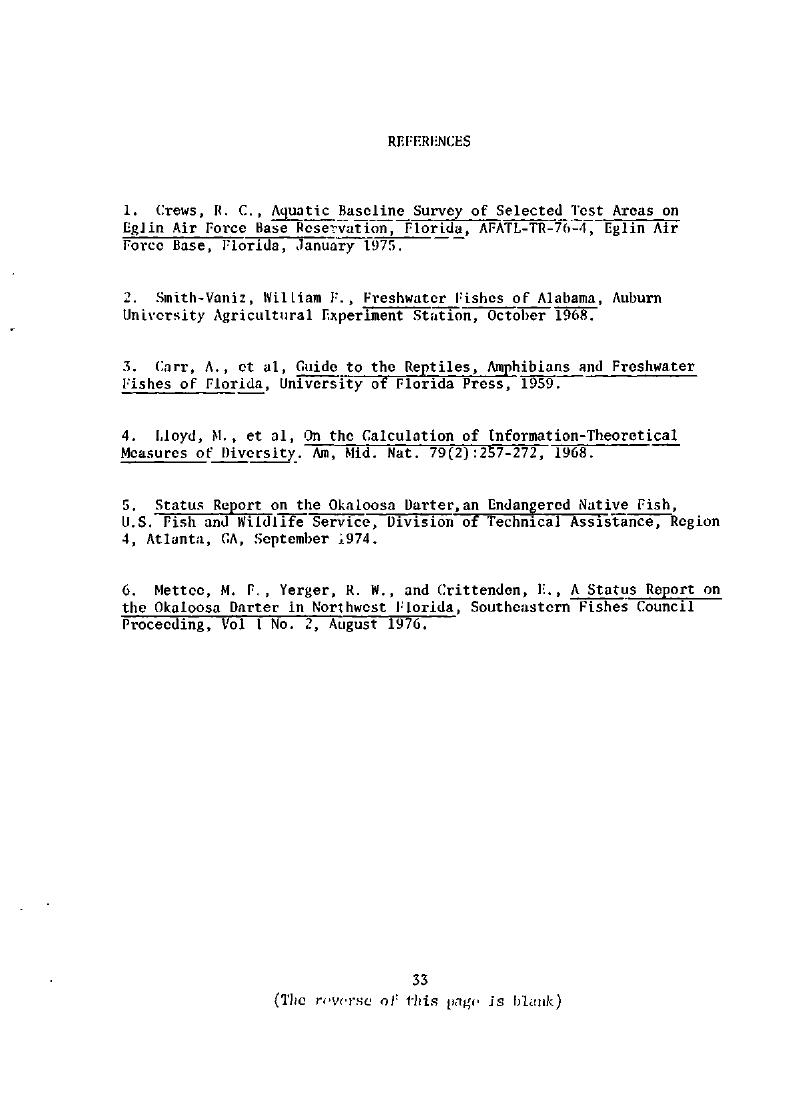 REFERENCES
1. Crews, R. C., Aquatic Baseline Survey of Selected Test Areas on
Eglin Air Force Base Reservation, Florida, AFATL-TR-76-4, Eglin Air
Force Base, Florida, January 1975.
2. Smith-Vaniz, William F., Freshwater Fishes of Alabama, Auburn
University Agricultural Experiment Station, October 1968.
3. Carr, A., et al, Guide to the Reptiles, Amphibians and Freshwater
Fishes of Florida, University of Florida Press, 1959.
4. Lloyd, M., et al, On the Calculation of Information-Theoretical
Measures of Diversity. Am, Mid. Nat. 79(2):257-272, 1968.
5. Status Report on the Okaloosa Darter,an Endangered Native Fish,
U.S. Fish and Wildlife Service, Division of Technical Assistance, Region
4, Atlanta, GA, September 1974.
6. Mettee, M. F., Yerger, R. W., and Crittenden, E., A Status Report on
the Okaloosa Darter in Northwest Florida, Southeastern Fishes Council
Proceeding, Vol 1 No. 2, August 1976.
33
(The reverse of this page is blank)